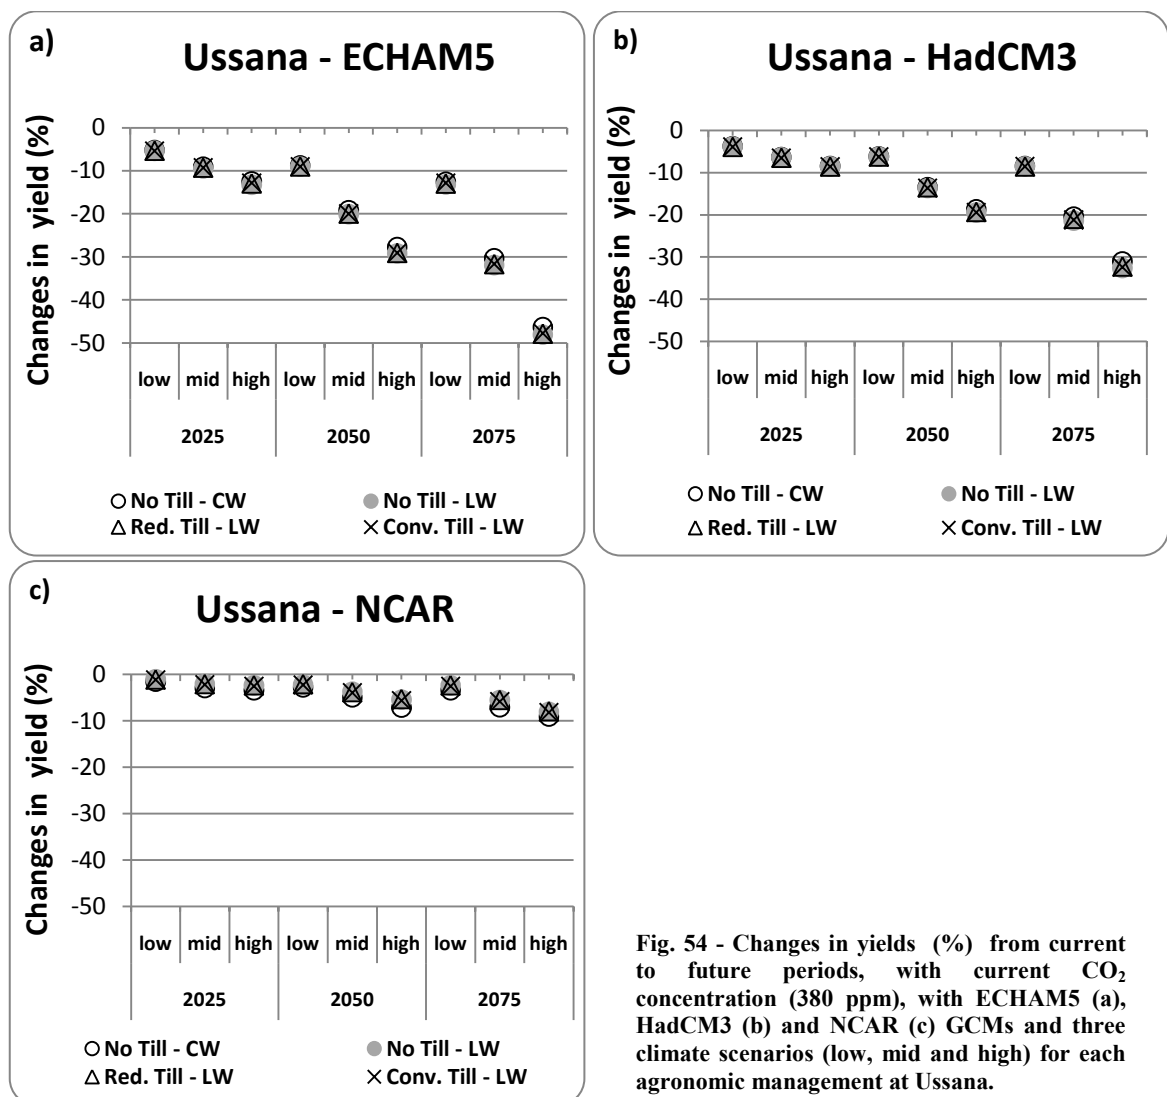 a)
Ussana - ECHAM5
Changes in yield (%)
0
-10
-20
-30
-40
-50
low mid high low mid high low mid high
2025 2050 2075
No Till - CW No Till - LW
Red. Till - LW Conv. Till - LW
b)
Ussana - HadCM3
Changes in yield (%)
0
-10
-20
-30
-40
-50
low mid high low mid high low mid high
2025 2050 2075
No Till - CW No Till - LW
Red. Till - LW Conv. Till - LW
c)
Ussana - NCAR
Changes in yield (%)
0
-10
-20
-30
-40
-50
low mid high low mid high low mid high
2025 2050 2075
No Till - CW No Till - LW
Red. Till - LW Conv. Till - LW
Fig. 54 - Changes in yields (%) from current
to future periods, with current CO₂
concentration (380 ppm), with ECHAM5 (a),
HadCM3 (b) and NCAR (c) GCMs and three
climate scenarios (low, mid and high) for each
agronomic management at Ussana.